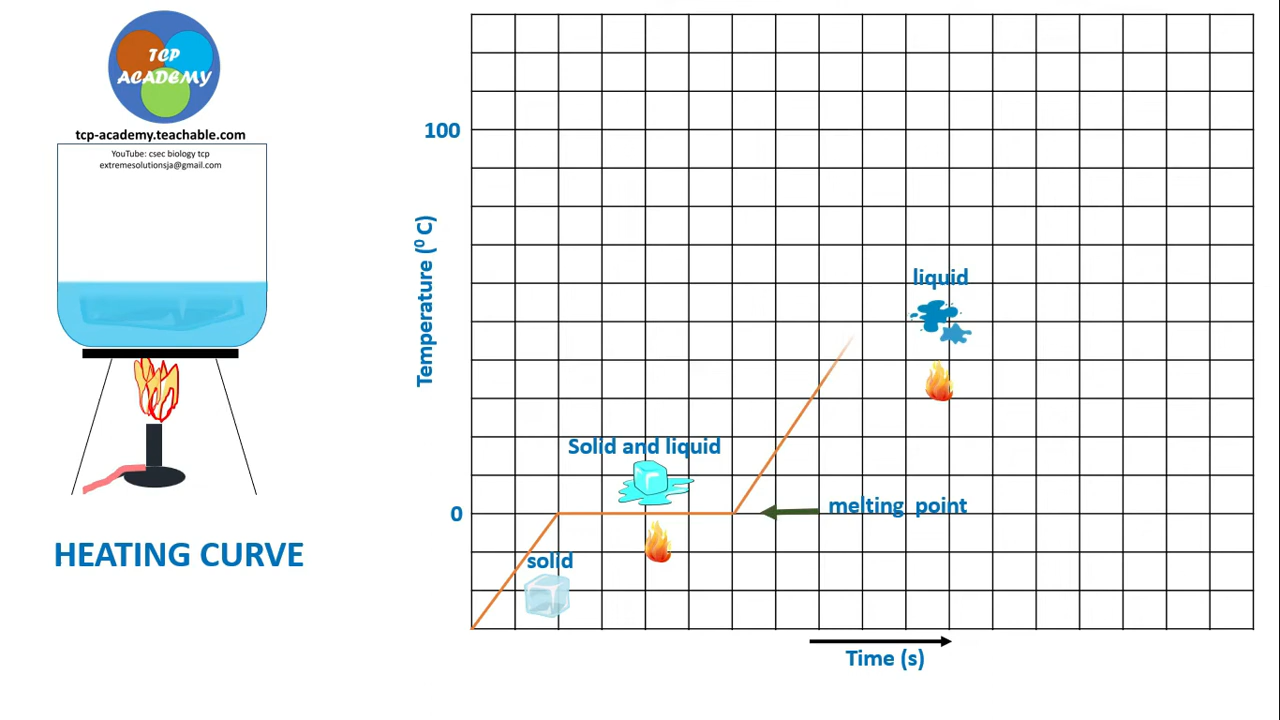 TCP
ACADEMY
tcp-academy.teachable.com
YouTube: csec biology tcp
extremesolutionsja@gmail.com
HEATING CURVE
100
Temperature (⁰ C)
liquid
Solid and liquid
melting point
0
solid
Time (s)